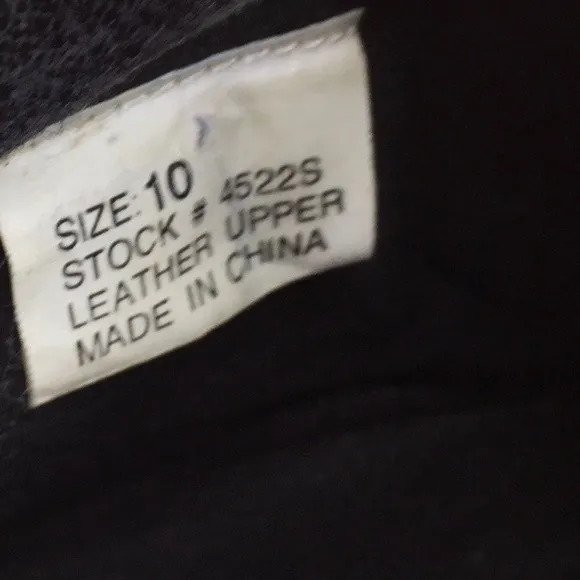 SIZE: 10
STOCK # 4522S
LEATHER UPPER
MADE IN CHINA